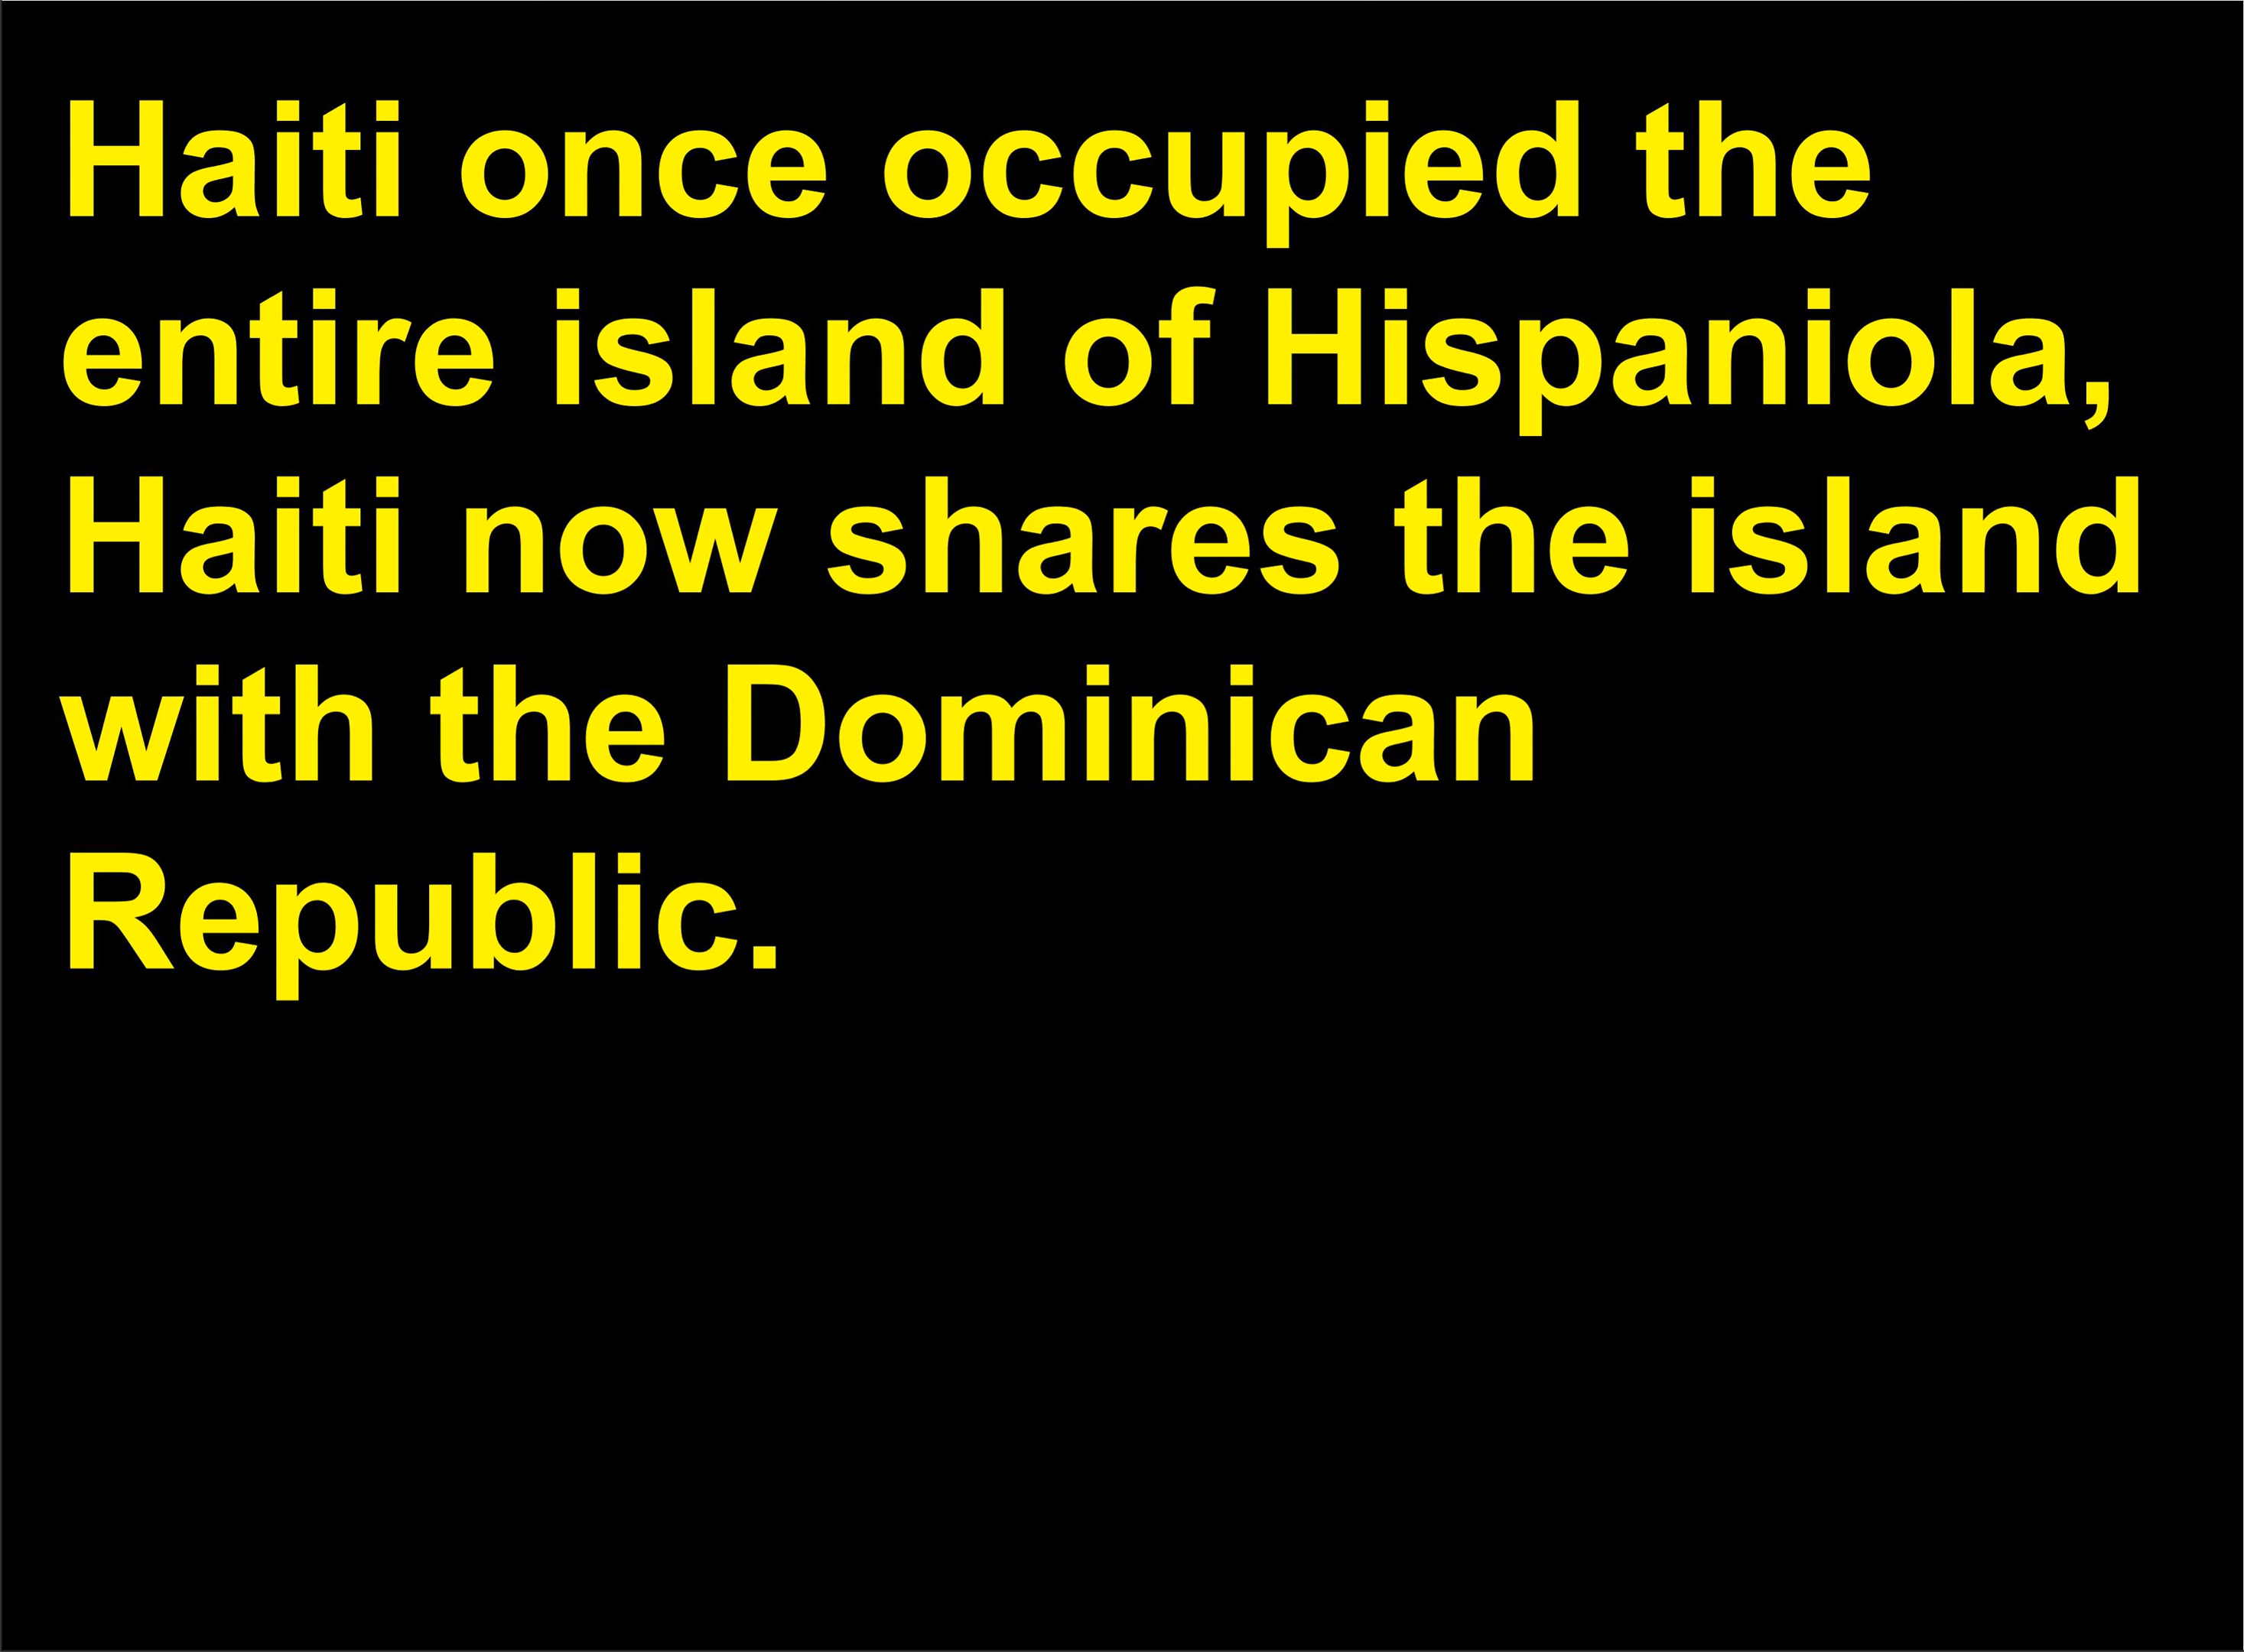 Haiti once occupied the
entire island of Hispaniola,
Haiti now shares the island
with the Dominican
Republic.